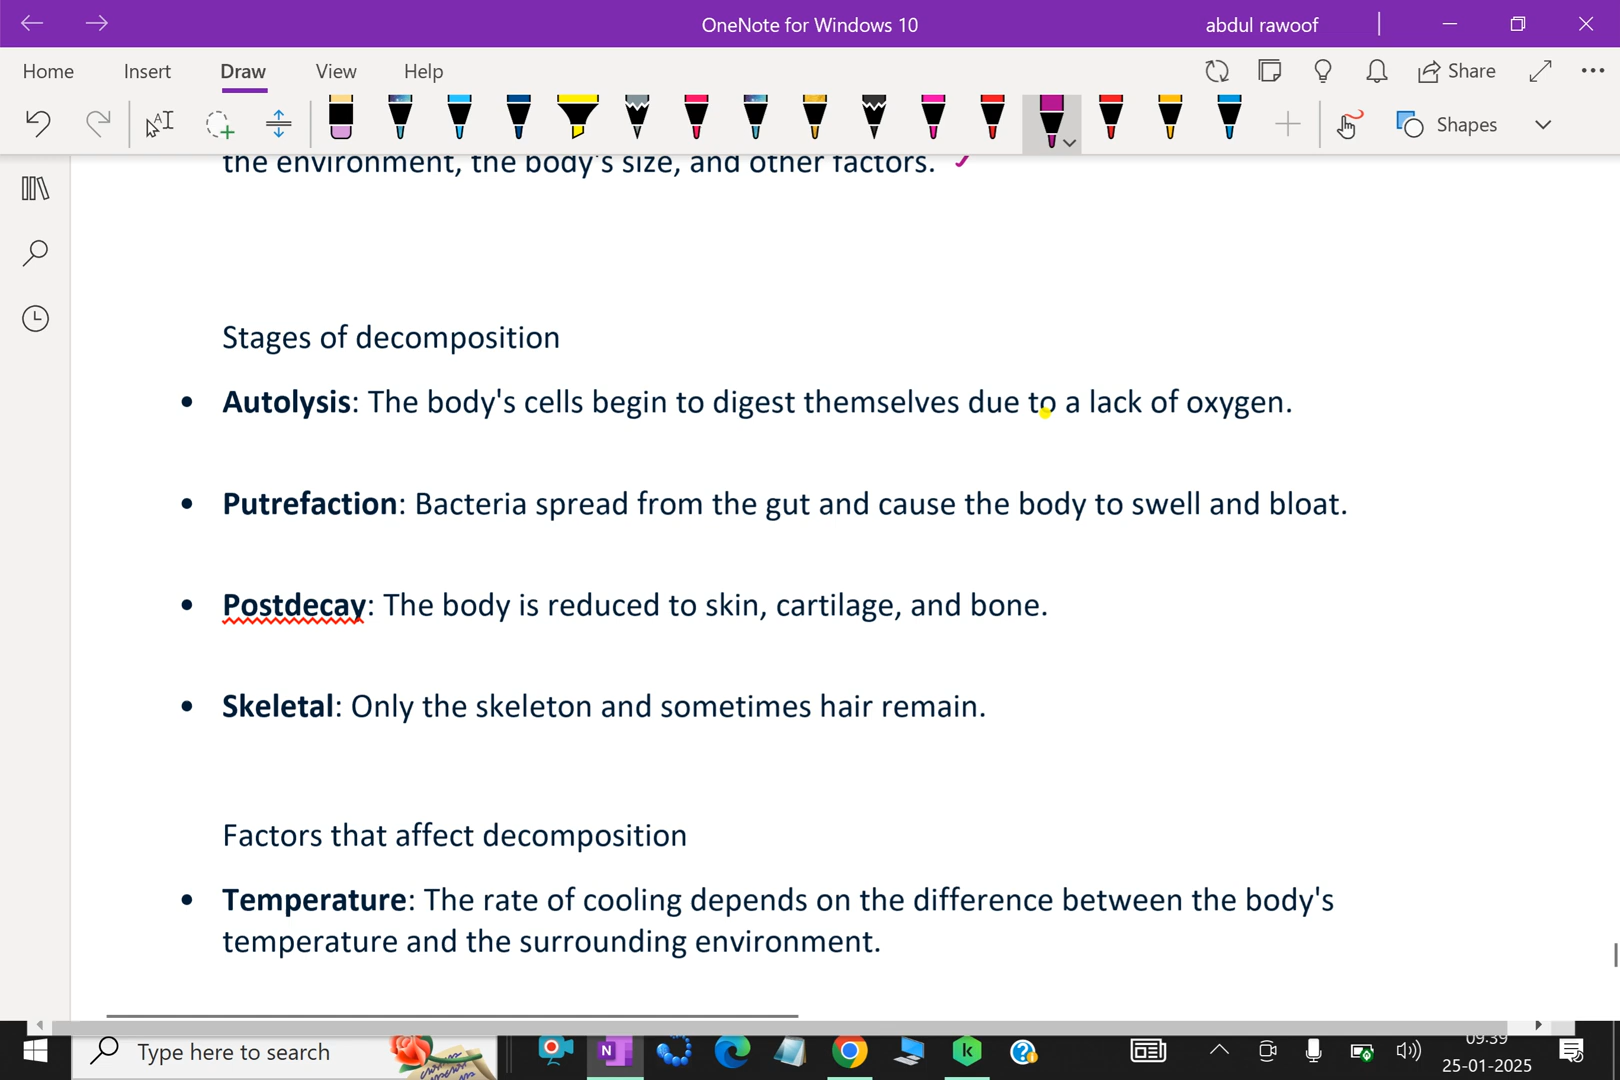 OneNote for Windows 10
abdul rawoof
Home Insert Draw View Help
Share
Shapes
the environment, the body's size, and other factors.
Stages of decomposition
• Autolysis: The body's cells begin to digest themselves due to a lack of oxygen.
• Putrefaction: Bacteria spread from the gut and cause the body to swell and bloat.
• Postdecay: The body is reduced to skin, cartilage, and bone.
• Skeletal: Only the skeleton and sometimes hair remain.
Factors that affect decomposition
• Temperature: The rate of cooling depends on the difference between the body's
temperature and the surrounding environment.
Type here to search
09:39
25-01-2025